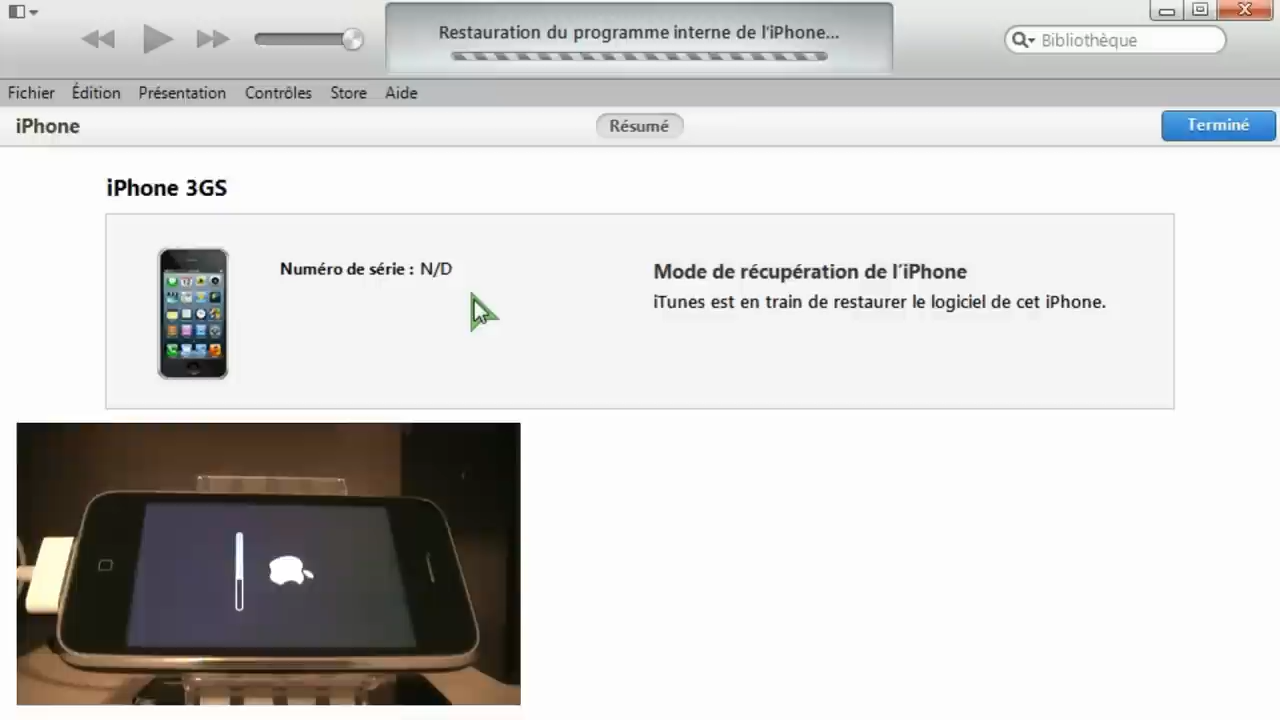 Restauration du programme interne de l'iPhone...
Bibliothèque
Fichier Édition Présentation Contrôles Store Aide
iPhone Résumé Terminé
iPhone 3GS
Numéro de série : N/D
Mode de récupération de l'iPhone
iTunes est en train de restaurer le logiciel de cet iPhone.